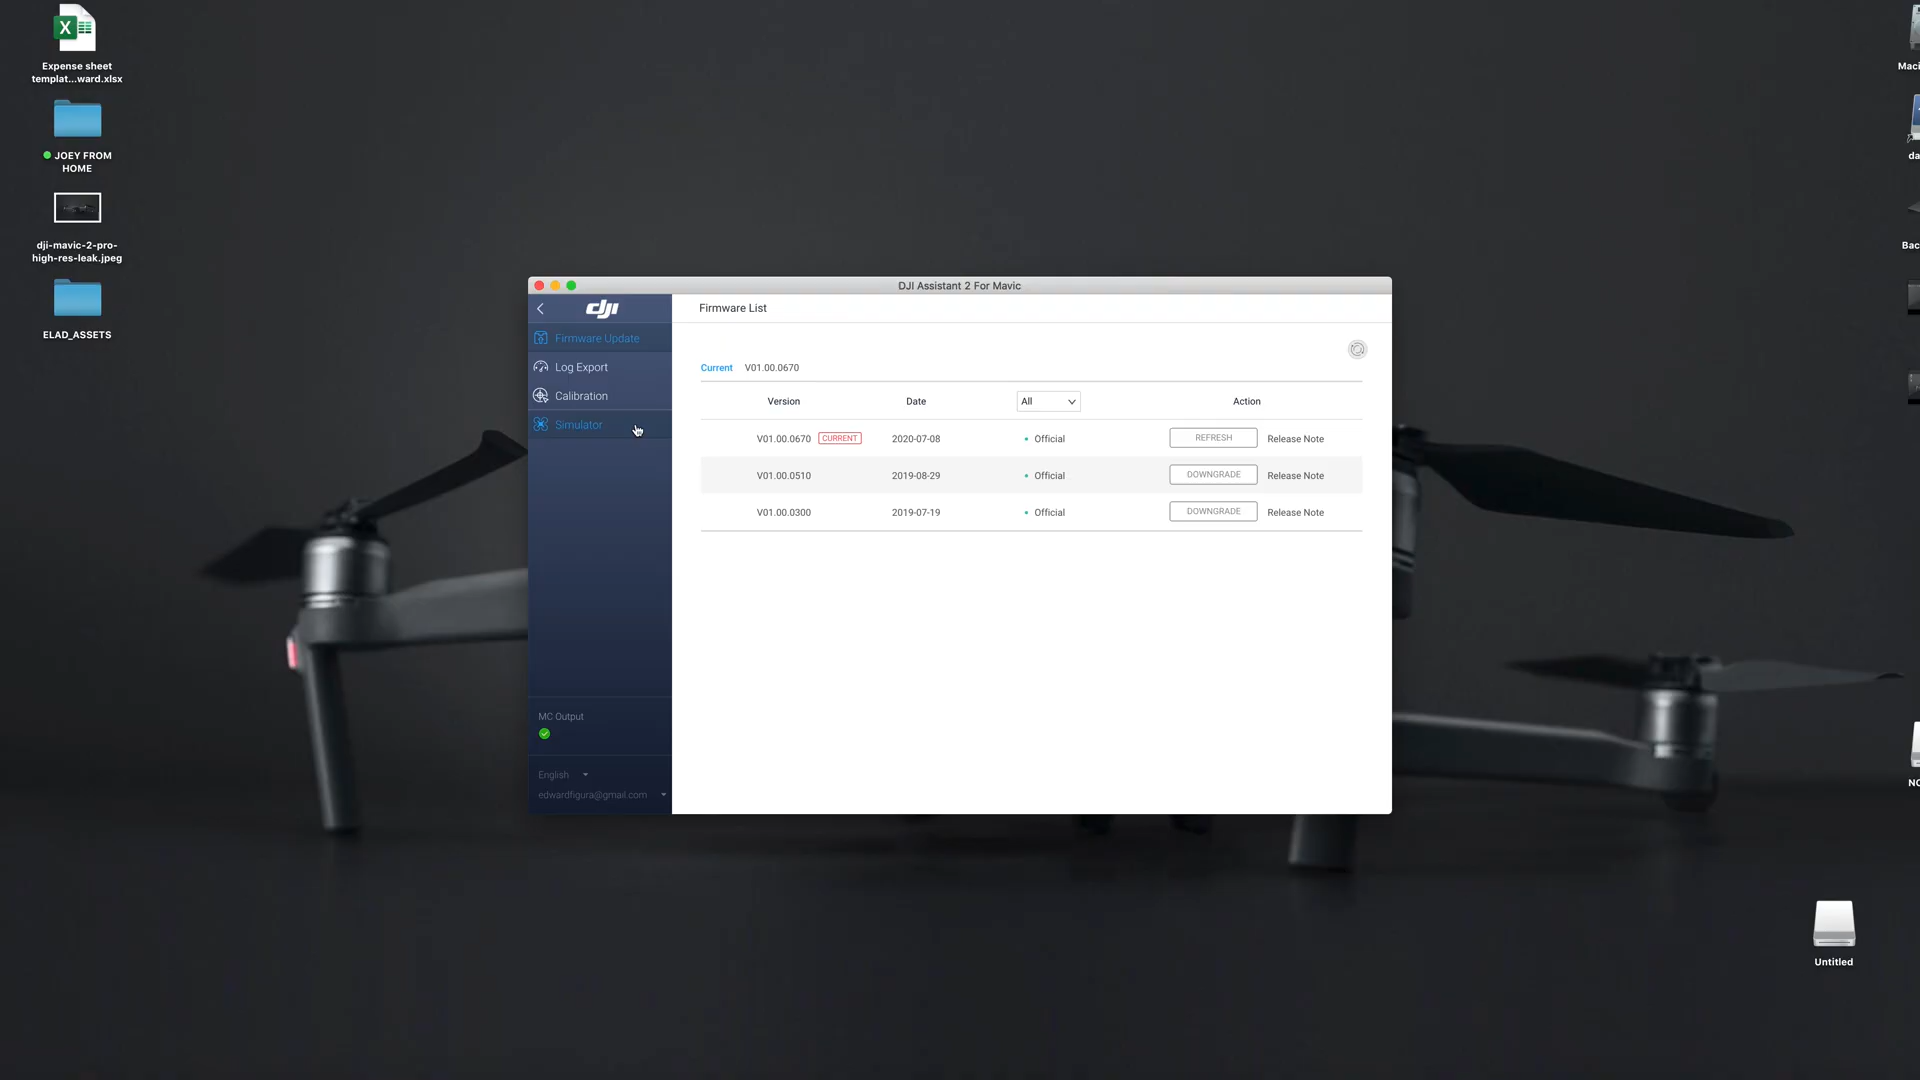 Expense sheet
templat...ward.xlsx
JOEY FROM
HOME
dji-mavic-2-pro-
high-res-leak.jpeg
ELAD_ASSETS
DJI Assistant 2 For Mavic
dji
Firmware List
Firmware Update
Log Export
Calibration
Simulator
Current V01.00.0670
Version Date All Action
V01.00.0670 CURRENT 2020-07-08 Official REFRESH Release Note
V01.00.0510 2019-08-29 Official DOWNGRADE Release Note
V01.00.0300 2019-07-19 Official DOWNGRADE Release Note
MC Output
English
edwardfigura@gmail.com
Maci
da
Bac
NO
Untitled